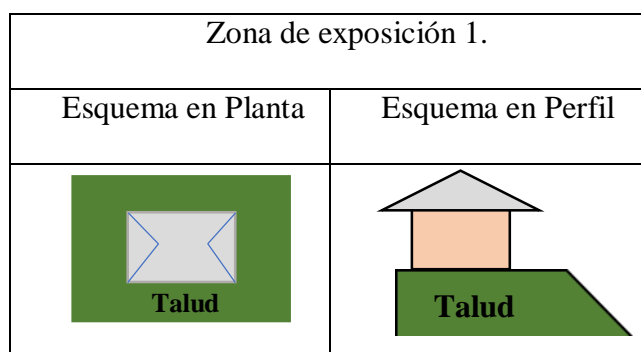 Zona de exposición 1.
Esquema en Planta
Esquema en Perfil
Talud
Talud